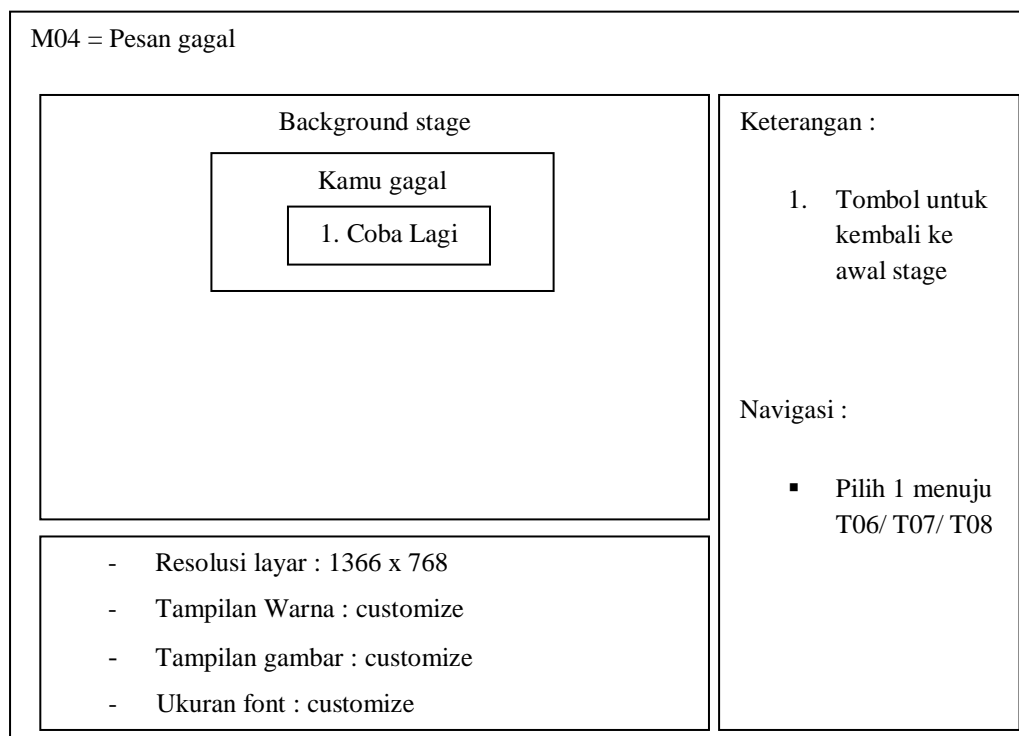 M04 = Pesan gagal
Background stage
Kamu gagal
1. Coba Lagi
Keterangan :
1. Tombol untuk
kembali ke
awal stage
Navigasi :
▪ Pilih 1 menuju
T06/ T07/ T08
- Resolusi layar : 1366 x 768
- Tampilan Warna : customize
- Tampilan gambar : customize
- Ukuran font : customize